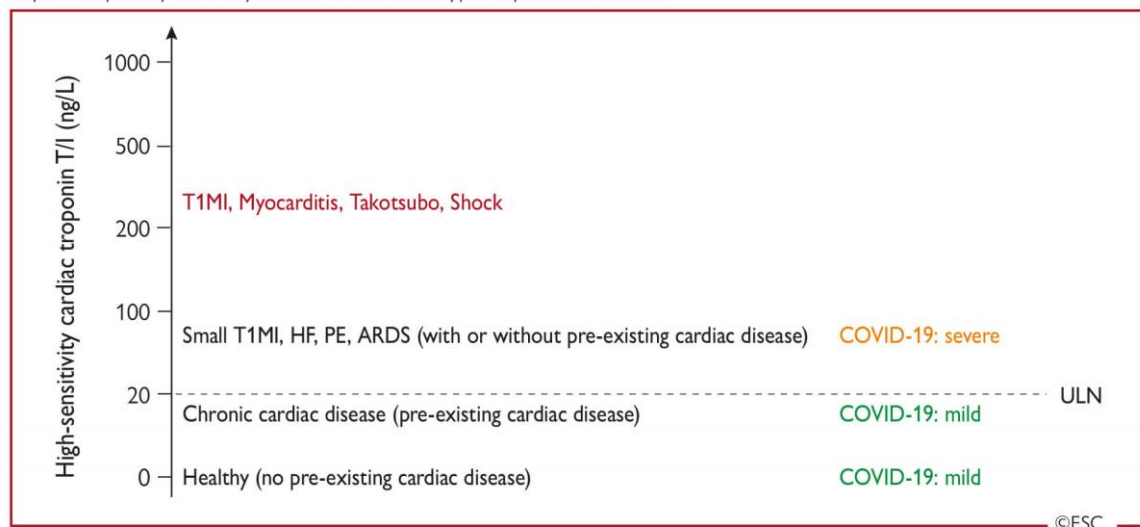 High-sensitivity cardiac troponin T/I (ng/L)
1000
500
T1MI, Myocarditis, Takotsubo, Shock
200
100
Small T1MI, HF, PE, ARDS (with or without pre-existing cardiac disease) COVID-19: severe
20 ULN
Chronic cardiac disease (pre-existing cardiac disease) COVID-19: mild
0 Healthy (no pre-existing cardiac disease) COVID-19: mild
©ESC